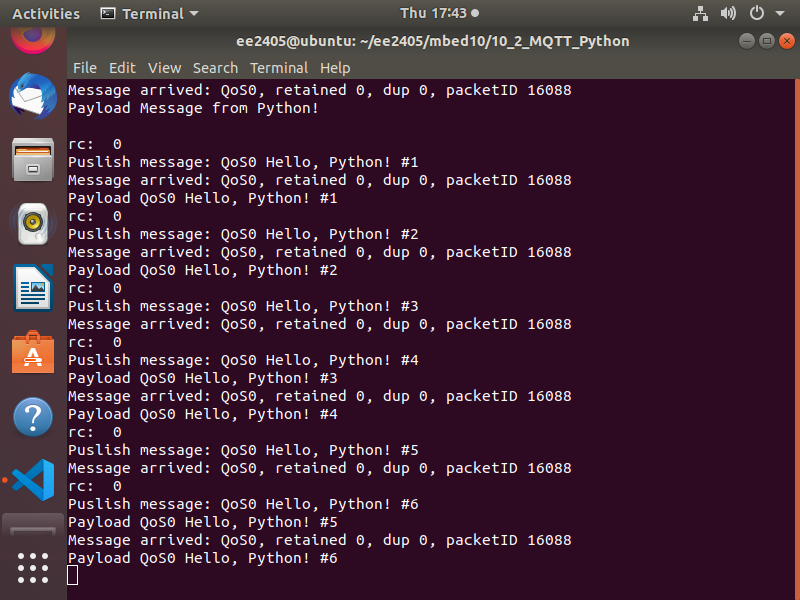 Activities Terminal Thu 17:43
ee2405@ubuntu: ~/ee2405/mbed10/10_2_MQTT_Python
File Edit View Search Terminal Help
Message arrived: QoS0, retained 0, dup 0, packetID 16088
Payload Message from Python!
rc:  0
Puslish message: QoS0 Hello, Python! #1
Message arrived: QoS0, retained 0, dup 0, packetID 16088
Payload QoS0 Hello, Python! #1
rc:  0
Puslish message: QoS0 Hello, Python! #2
Message arrived: QoS0, retained 0, dup 0, packetID 16088
Payload QoS0 Hello, Python! #2
rc:  0
Puslish message: QoS0 Hello, Python! #3
Message arrived: QoS0, retained 0, dup 0, packetID 16088
rc:  0
Puslish message: QoS0 Hello, Python! #4
Payload QoS0 Hello, Python! #3
Message arrived: QoS0, retained 0, dup 0, packetID 16088
Payload QoS0 Hello, Python! #4
rc:  0
Puslish message: QoS0 Hello, Python! #5
Message arrived: QoS0, retained 0, dup 0, packetID 16088
rc:  0
Puslish message: QoS0 Hello, Python! #6
Payload QoS0 Hello, Python! #5
Message arrived: QoS0, retained 0, dup 0, packetID 16088
Payload QoS0 Hello, Python! #6